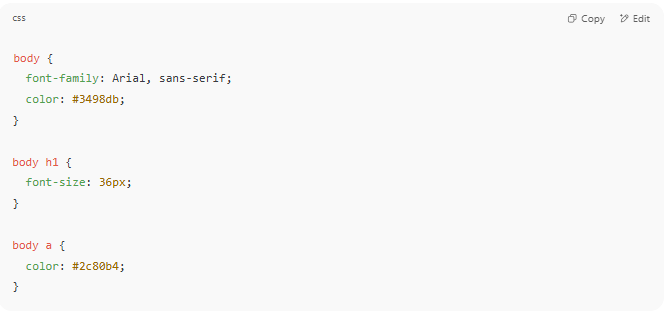 css
Copy
Edit
body {
  font-family: Arial, sans-serif;
  color: #3498db;
}
body h1 {
  font-size: 36px;
}
body a {
  color: #2c80b4;
}